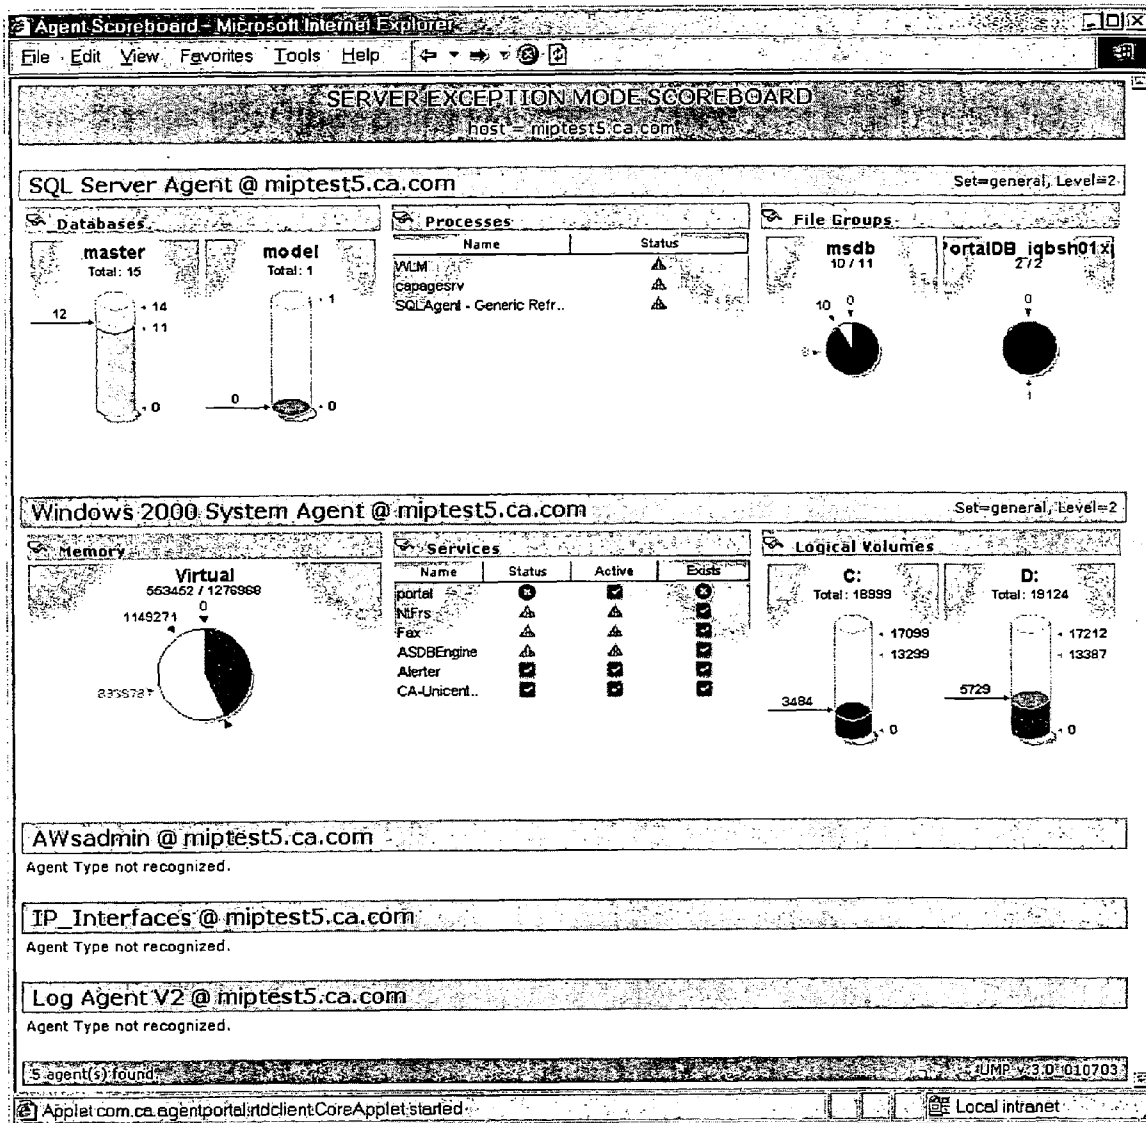 Agent Scoreboard - Microsoft Internet Explorer
File Edit View Favorites Tools Help
SERVER EXCEPTION MODE SCOREBOARD
host = miptest5.ca.com
SQL Server Agent @ miptest5.ca.com Set=general, Level=2
Databases Processes File Groups
master model Name Status msdb
Total: 15 Total: 1 10 / 11 2 / 2
WLM
capagesrv
SQLAgent - Generic Refr..
12 14 11 0
0 1 0
10 0
0 1
Windows 2000 System Agent @ miptest5.ca.com Set=general, Level=2
Memory Services Logical Volumes
Virtual Name Status Active Exists C: D:
553452 / 1276968 Total: 18999 Total: 19124
0
1149271
portal
NtFrs
Fax
ASDBEngine
Alerter
CA-Unicent..
17099 17212
13299 13387
3484 5729
0 0
AWsadmin @ miptest5.ca.com
Agent Type not recognized.
IP_Interfaces @ miptest5.ca.com
Agent Type not recognized.
Log Agent V2 @ miptest5.ca.com
Agent Type not recognized.
5 agent(s) found UMP v.3.0 010703
Applet com.ca.agentportal.rtdclient.CoreApplet started Local intranet